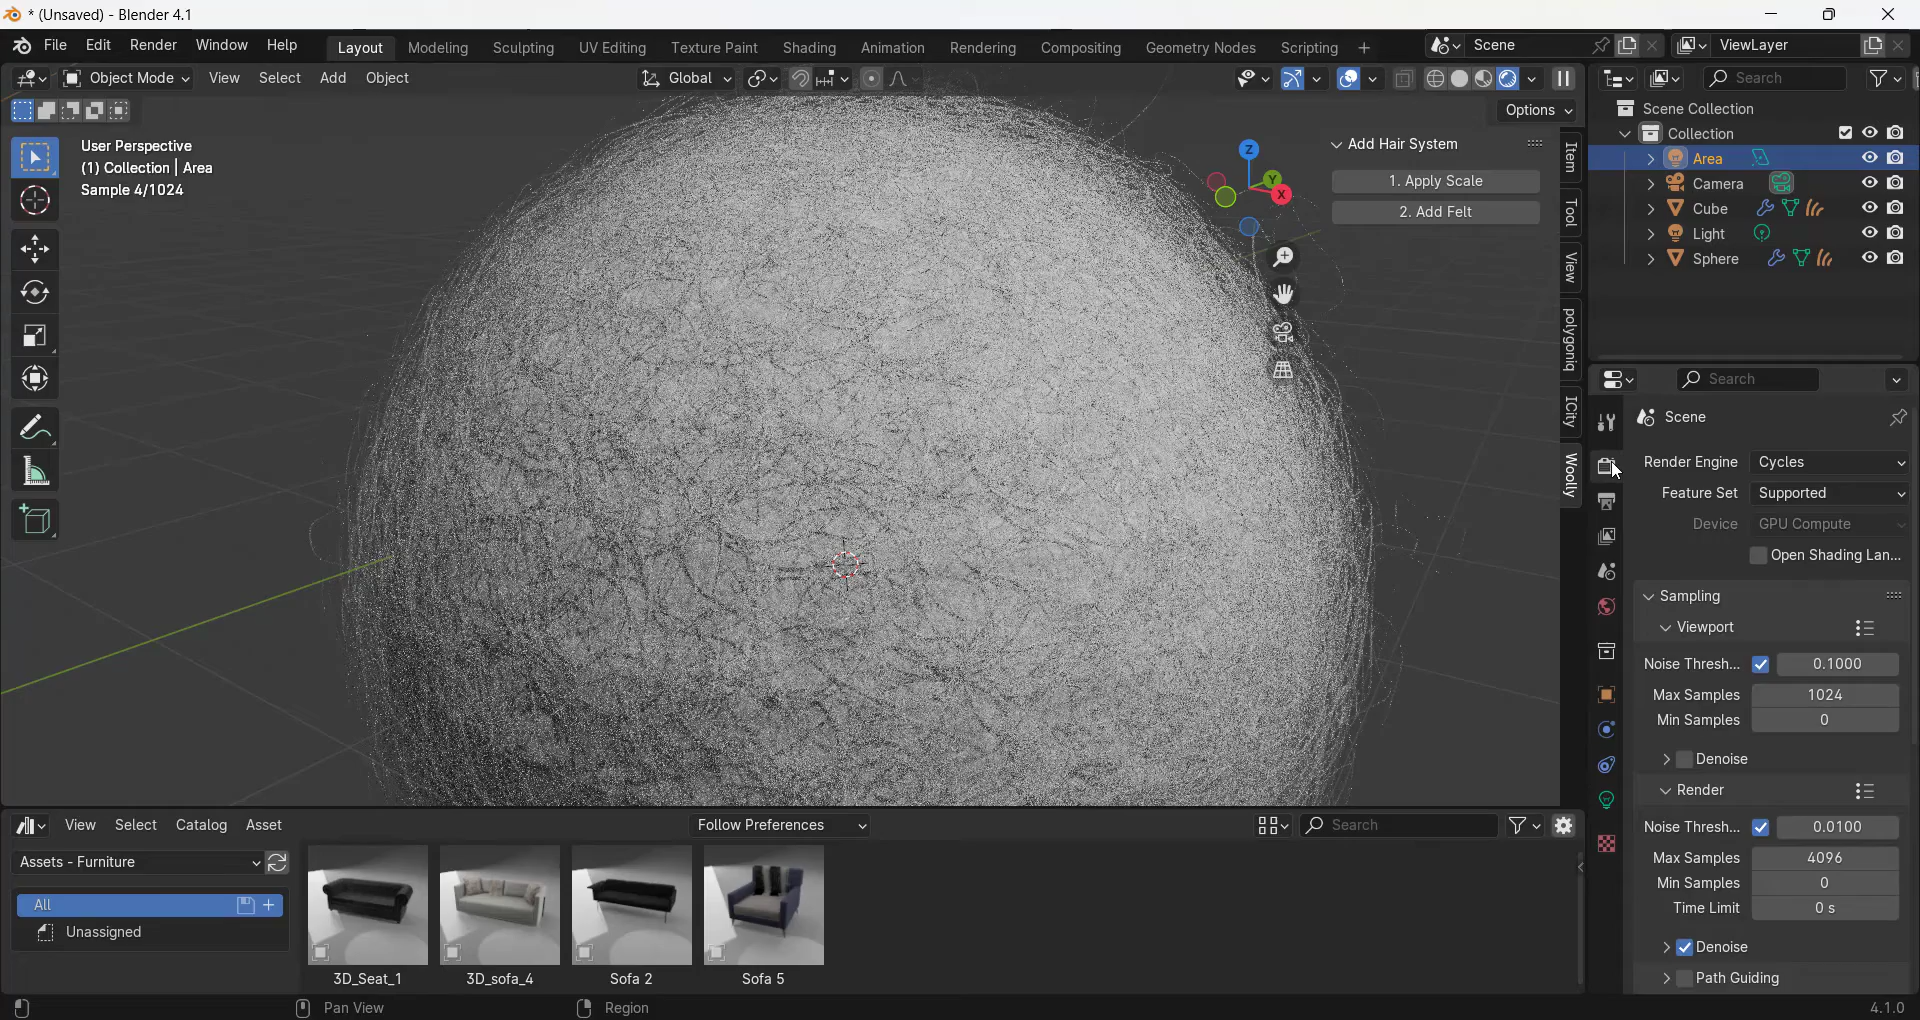 * (Unsaved) - Blender 4.1
File Edit Render Window Help
Layout Modeling Sculpting UV Editing Texture Paint Shading Animation Rendering Compositing Geometry Nodes Scripting +
Scene
ViewLayer
Object Mode View Select Add Object
Global
Search
Options
User Perspective
(1) Collection | Area
Sample 4/1024
Add Hair System
1. Apply Scale
2. Add Felt
Z
Y
X
Item
Tool
View
polygoniq
ICity
Woolly
Scene Collection
Collection
Area
Camera
Cube
Light
Sphere
Search
Scene
Render Engine Cycles
Feature Set Supported
Device GPU Compute
Open Shading Lan...
Sampling
Viewport
Noise Thresh... 0.1000
Max Samples 1024
Min Samples 0
Denoise
Render
Noise Thresh... 0.0100
Max Samples 4096
Min Samples 0
Time Limit 0 s
Denoise
Path Guiding
View Select Catalog Asset
Follow Preferences
Search
Assets - Furniture
All
Unassigned
3D_Seat_1
3D_sofa_4
Sofa 2
Sofa 5
Pan View
Region
4.1.0